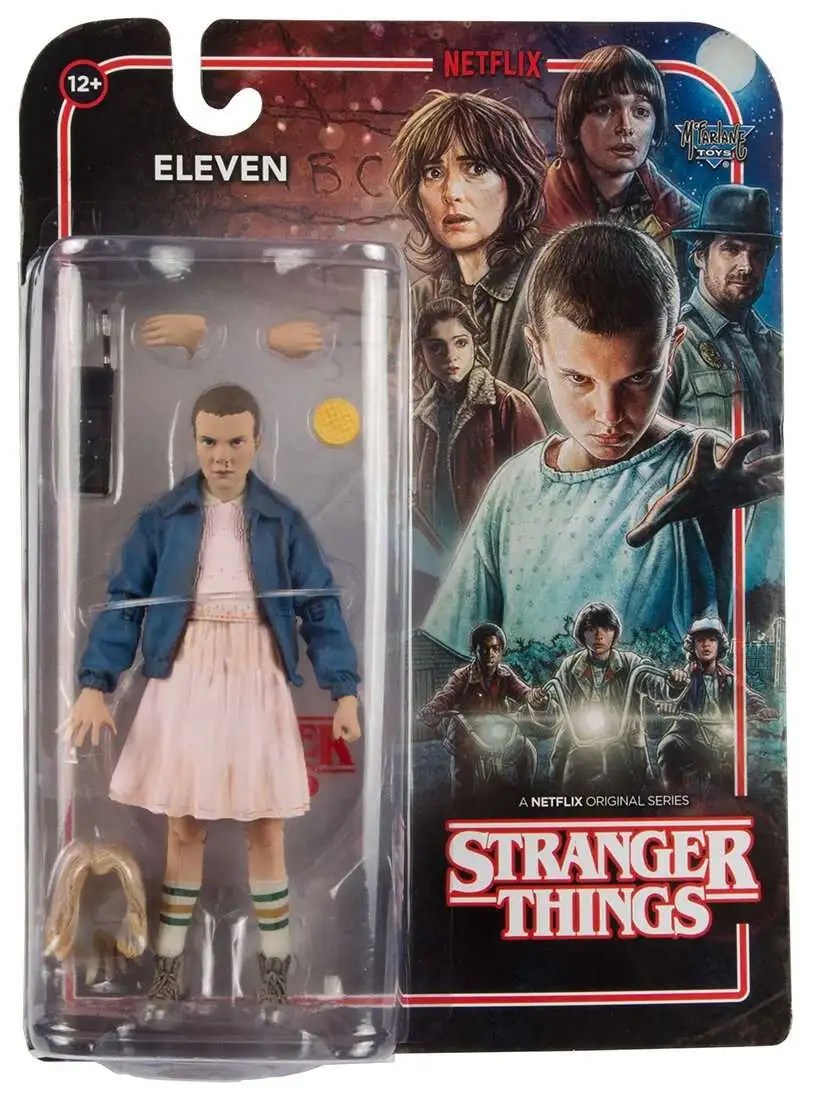 NETFLIX
12+
McFARLANE
TOYS
®
ELEVEN
B.C
A NETFLIX ORIGINAL SERIES
STRANGER
THINGS